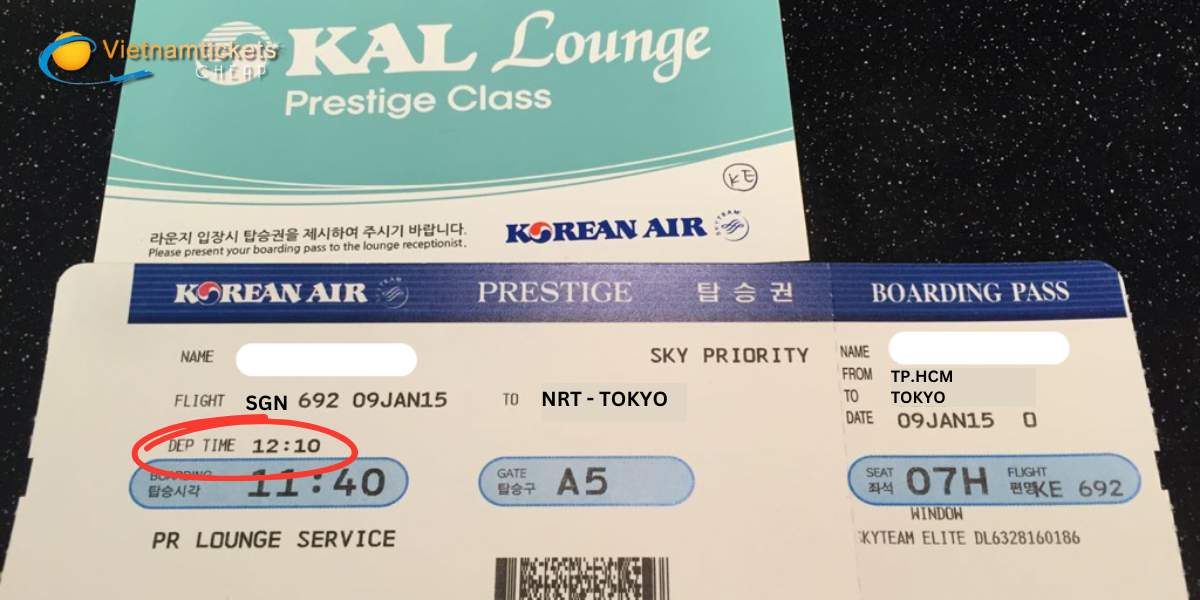 Vietnamtickets
CHEAP
KAL Lounge
Prestige Class
KE
라운지 입장시 탑승권을 제시하여 주시기 바랍니다.
Please present your boarding pass to the lounge receptionist.
KOREAN AIR
SKYTEAM
KOREAN AIR SKYTEAM PRESTIGE 탑승권 BOARDING PASS
NAME SKY PRIORITY
FLIGHT SGN 692 09JAN15 TO NRT - TOKYO
DEP TIME 12:10
BOARDING 11:40 GATE A5
탑승시각 탑승구
PR LOUNGE SERVICE
NAME
FROM TP.HCM
TO TOKYO
DATE 09JAN15 0
SEAT 07H FLIGHT
좌석 편명KE 692
WINDOW
SKYTEAM ELITE DL6328160186